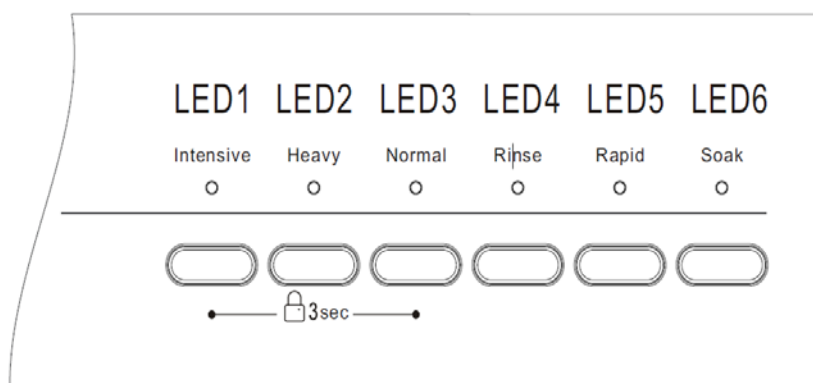 LED1 LED2 LED3 LED4 LED5 LED6
Intensive Heavy Normal Rinse Rapid Soak
3sec